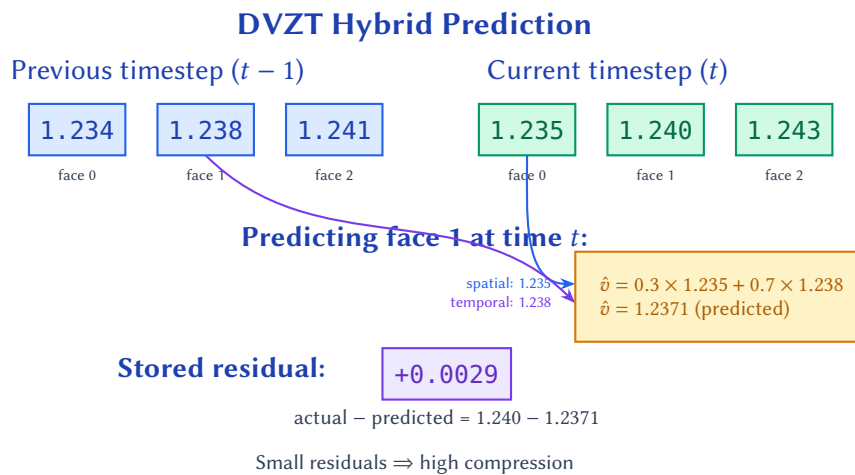 DVZT Hybrid Prediction
Previous timestep (t − 1)
Current timestep (t)
1.234 1.238 1.241
1.235 1.240 1.243
face 0 face 1 face 2
face 0 face 1 face 2
Predicting face 1 at time t:
spatial: 1.235
temporal: 1.238
v̂ = 0.3 × 1.235 + 0.7 × 1.238
v̂ = 1.2371 (predicted)
Stored residual:
+0.0029
actual − predicted = 1.240 − 1.2371
Small residuals ⇒ high compression